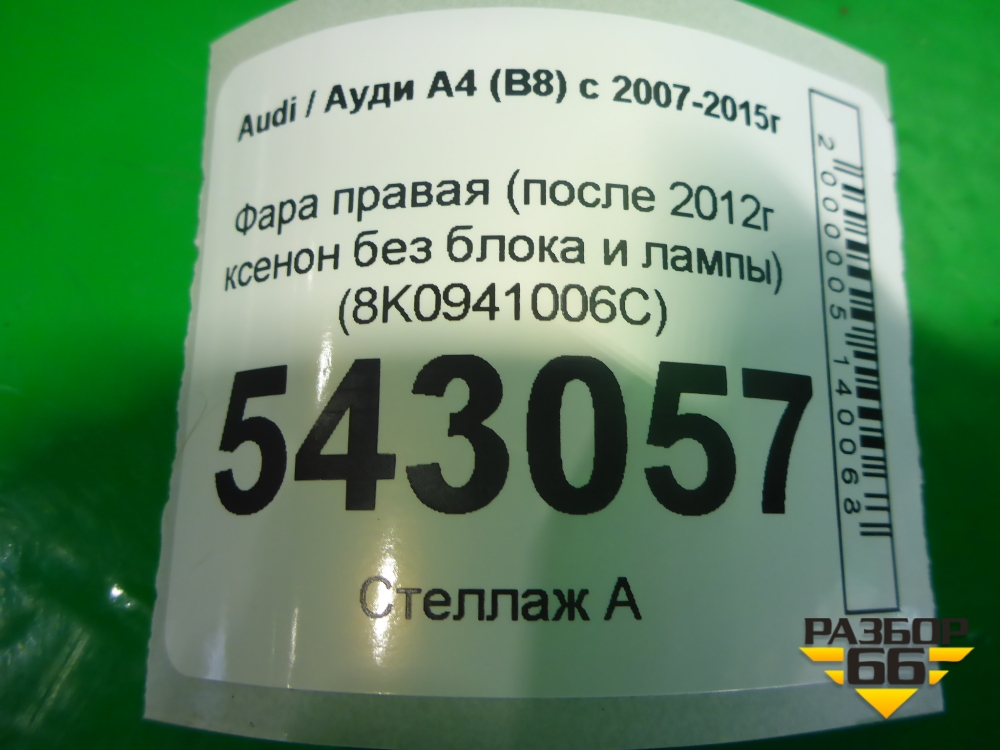 Audi / Ауди A4 (B8) с 2007-2015г
Фара правая (после 2012г
ксенон без блока и лампы)
(8K0941006C)
543057
Стеллаж А
2000005140068
РАЗБОР
66